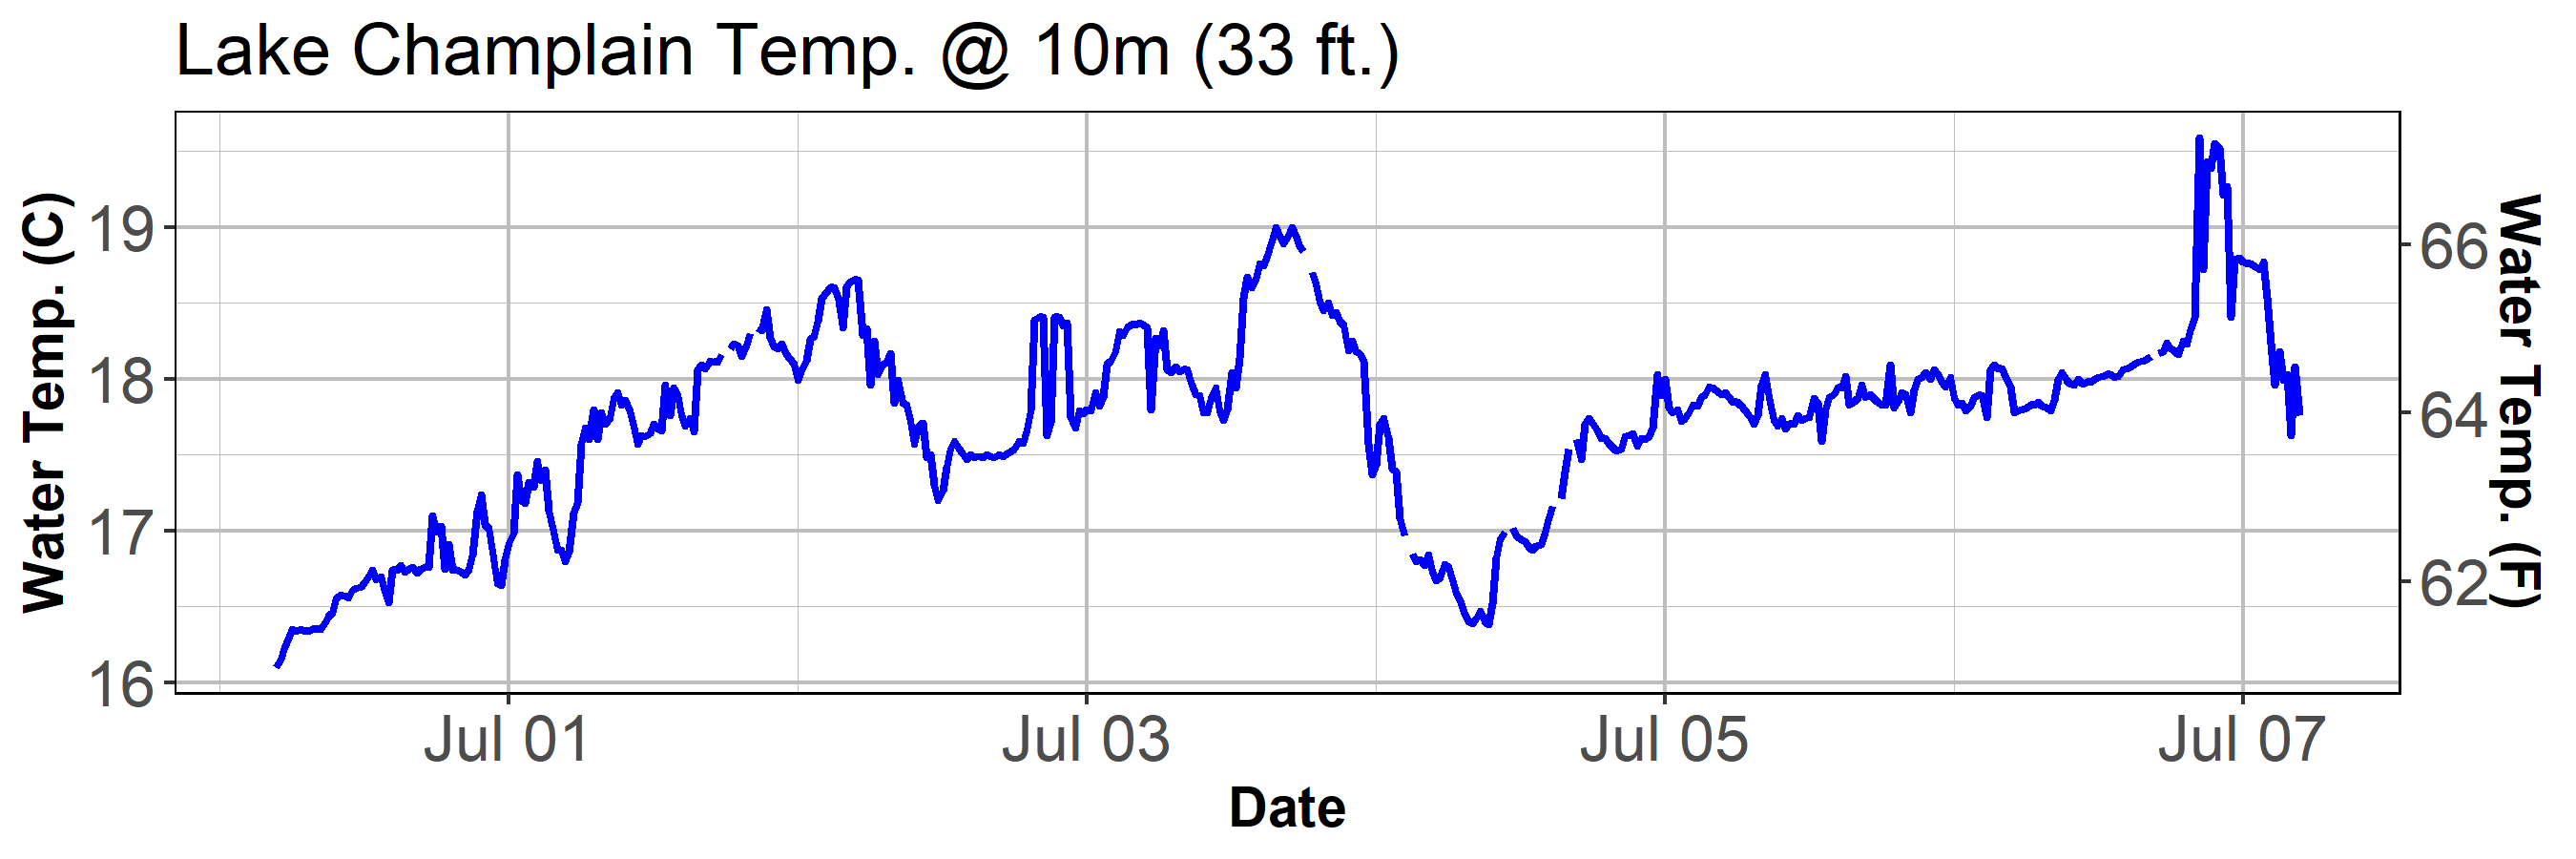 Lake Champlain Temp. @ 10m (33 ft.)
Water Temp. (C)
19
18
17
16
66
64
62
Water Temp. (F)
Jul 01 Jul 03 Jul 05 Jul 07
Date